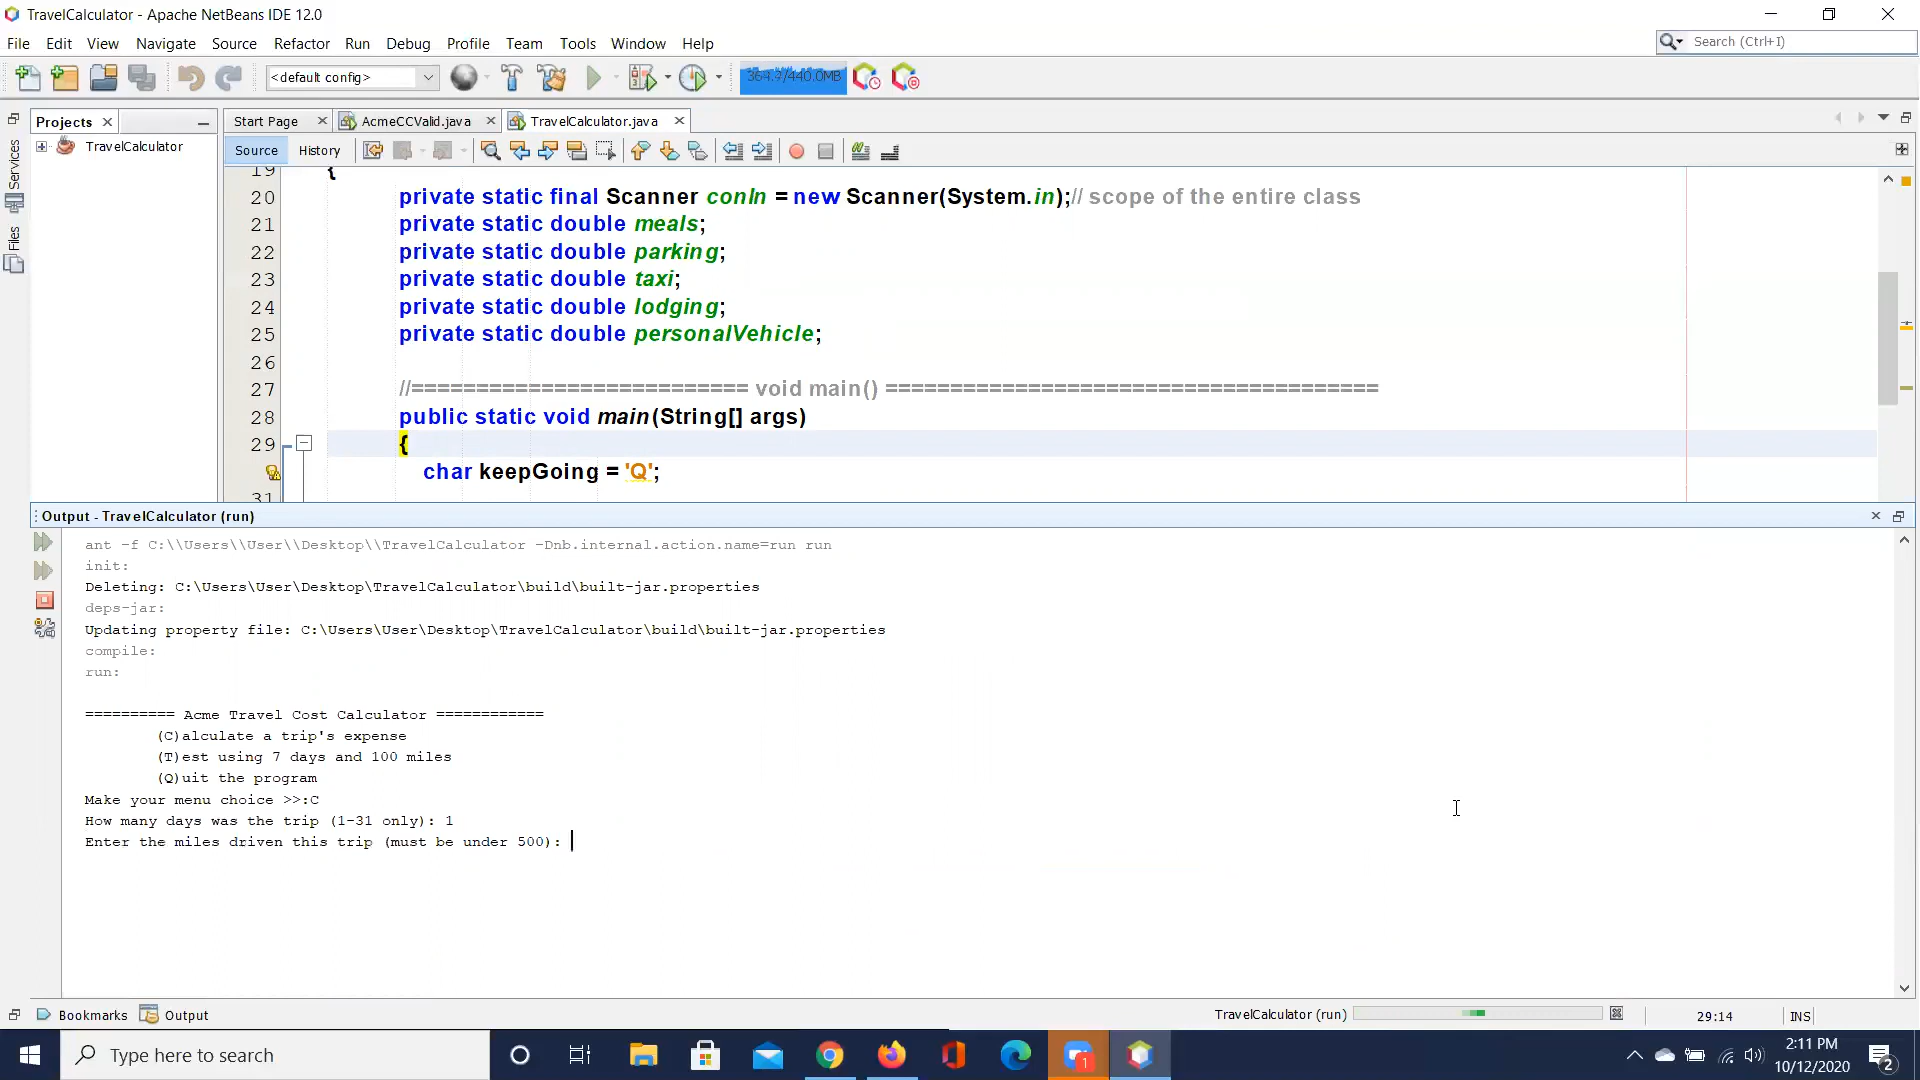 TravelCalculator - Apache NetBeans IDE 12.0
File Edit View Navigate Source Refactor Run Debug Profile Team Tools Window Help
Search (Ctrl+I)
<default config>
Projects
Start Page AcmeCCValid.java TravelCalculator.java
TravelCalculator
Source History
Services
Files
19 {
20 private static final Scanner conIn = new Scanner(System.in);// scope of the entire class
21 private static double meals;
22 private static double parking;
23 private static double taxi;
24 private static double lodging;
25 private static double personalVehicle;
26
27 //========================== void main() ======================================
28 public static void main(String[] args)
29 {
char keepGoing = 'Q';
31
Output - TravelCalculator (run)
ant -f C:\\Users\\User\\Desktop\\TravelCalculator -Dnb.internal.action.name=run run
init:
Deleting: C:\Users\User\Desktop\TravelCalculator\build\built-jar.properties
deps-jar:
Updating property file: C:\Users\User\Desktop\TravelCalculator\build\built-jar.properties
compile:
run:
========== Acme Travel Cost Calculator ============
(C)alculate a trip's expense
(T)est using 7 days and 100 miles
(Q)uit the program
Make your menu choice >>:C
How many days was the trip (1-31 only): 1
Enter the miles driven this trip (must be under 500):
Bookmarks Output
TravelCalculator (run)
29:14
INS
Type here to search
1
2:11 PM
10/12/2020
2